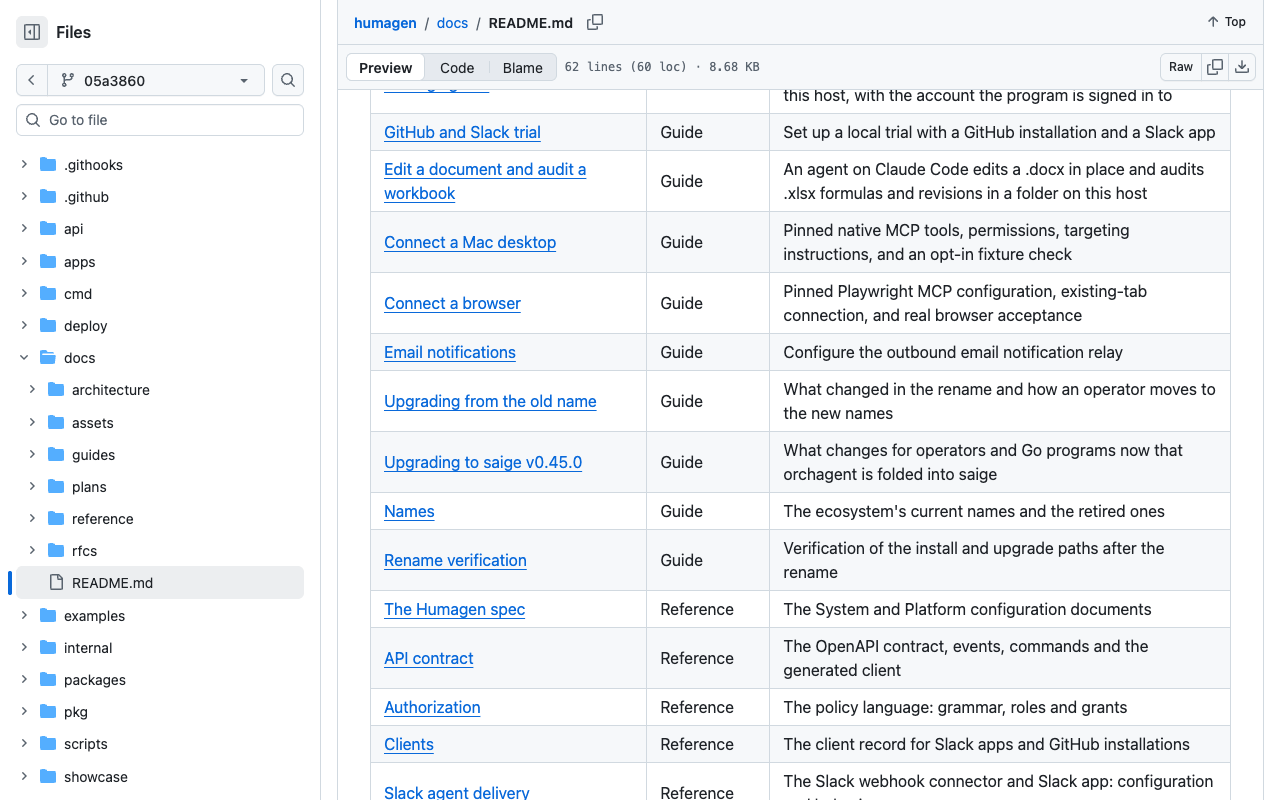 Files
05a3860
Go to file
.githooks
.github
api
apps
cmd
deploy
docs
architecture
assets
guides
plans
reference
rfcs
README.md
examples
internal
packages
pkg
scripts
showcase
humagen / docs / README.md
Top
Preview Code Blame 62 lines (60 loc) · 8.68 KB Raw
this host, with the account the program is signed in to
GitHub and Slack trial Guide Set up a local trial with a GitHub installation and a Slack app
Edit a document and audit a workbook Guide An agent on Claude Code edits a .docx in place and audits
.xlsx formulas and revisions in a folder on this host
Connect a Mac desktop Guide Pinned native MCP tools, permissions, targeting
instructions, and an opt-in fixture check
Connect a browser Guide Pinned Playwright MCP configuration, existing-tab
connection, and real browser acceptance
Email notifications Guide Configure the outbound email notification relay
Upgrading from the old name Guide What changed in the rename and how an operator moves to
the new names
Upgrading to saige v0.45.0 Guide What changes for operators and Go programs now that
orchagent is folded into saige
Names Guide The ecosystem's current names and the retired ones
Rename verification Guide Verification of the install and upgrade paths after the
rename
The Humagen spec Reference The System and Platform configuration documents
API contract Reference The OpenAPI contract, events, commands and the
generated client
Authorization Reference The policy language: grammar, roles and grants
Clients Reference The client record for Slack apps and GitHub installations
Slack agent delivery Reference The Slack webhook connector and Slack app: configuration